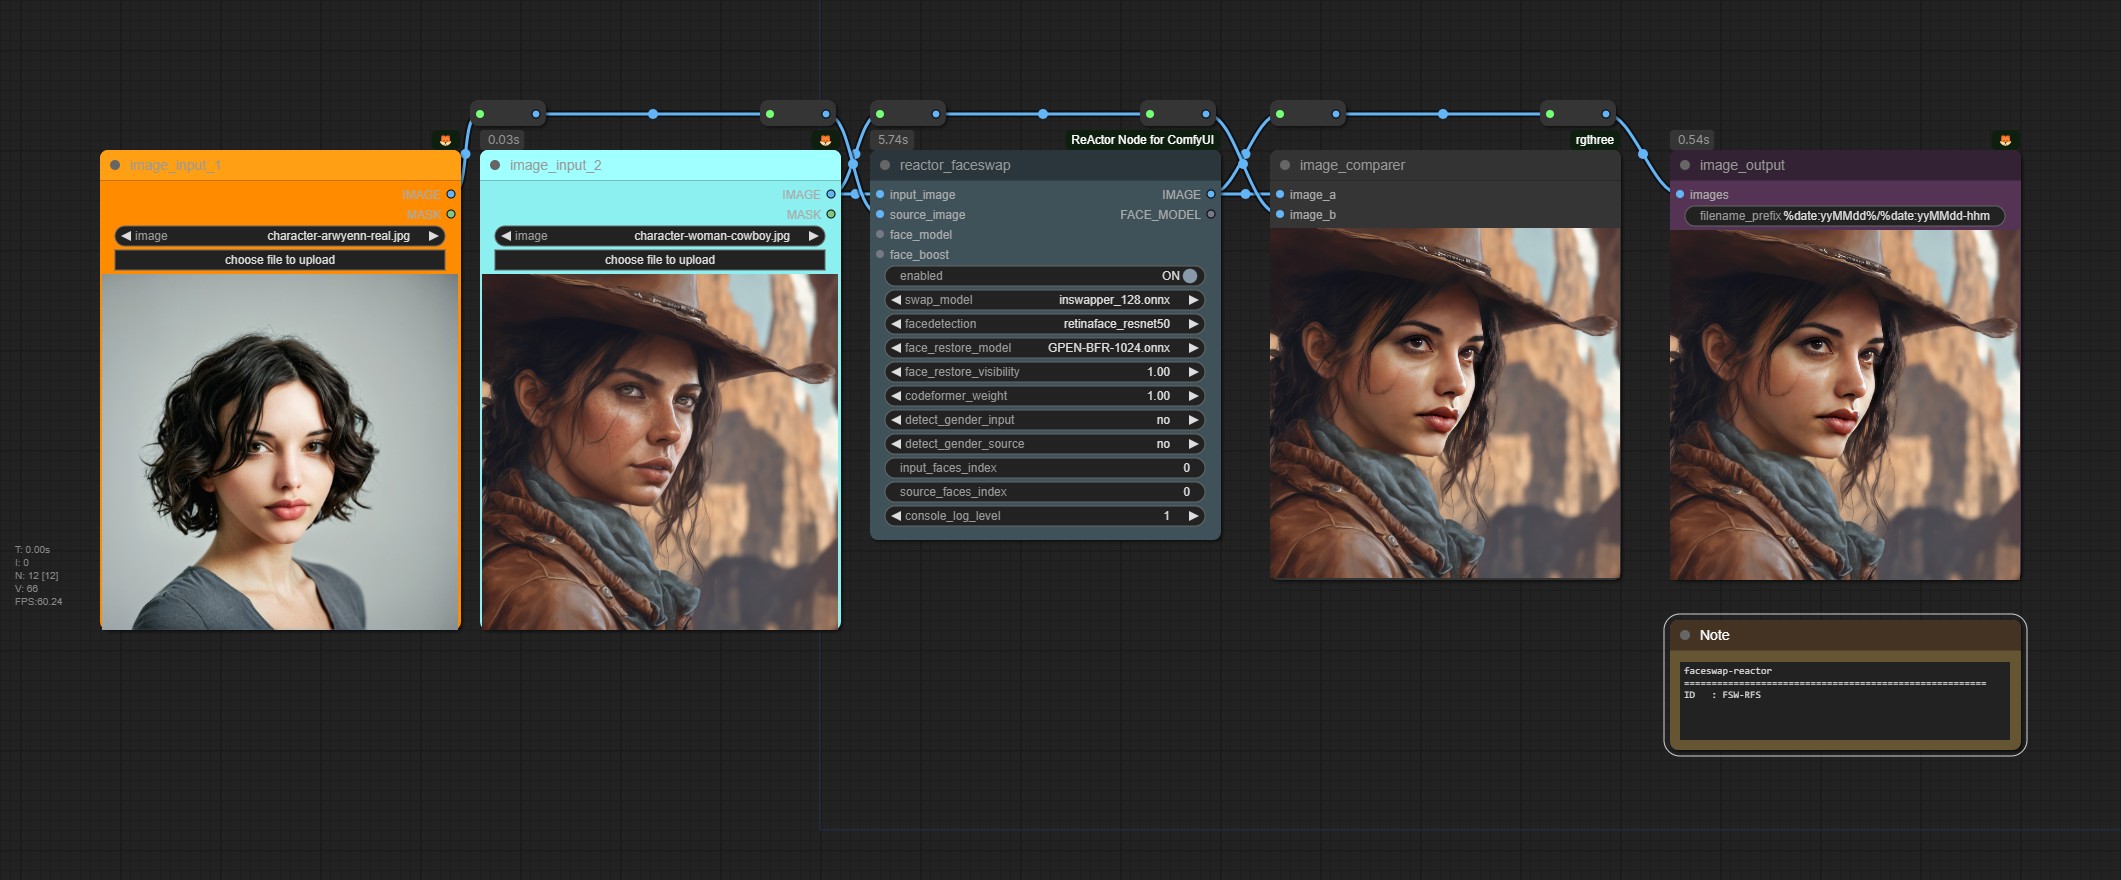 0.03s
5.74s
ReActor Node for ComfyUI
rgthree
0.54s
image_input_1
IMAGE
MASK
image character-arwyenn-real.jpg
choose file to upload
image_input_2
IMAGE
MASK
image character-woman-cowboy.jpg
choose file to upload
reactor_faceswap
input_image IMAGE
source_image FACE_MODEL
face_model
face_boost
enabled ON
swap_model inswapper_128.onnx
facedetection retinaface_resnet50
face_restore_model GPEN-BFR-1024.onnx
face_restore_visibility 1.00
codeformer_weight 1.00
detect_gender_input no
detect_gender_source no
input_faces_index 0
source_faces_index 0
console_log_level 1
image_comparer
image_a
image_b
image_output
images
filename_prefix %date:yyMMdd%/%date:yyMMdd-hhm
T: 0.00s
I: 0
N: 12 [12]
V: 66
FPS:60.24
Note
faceswap-reactor
=======================================================
ID : FSW-RFS